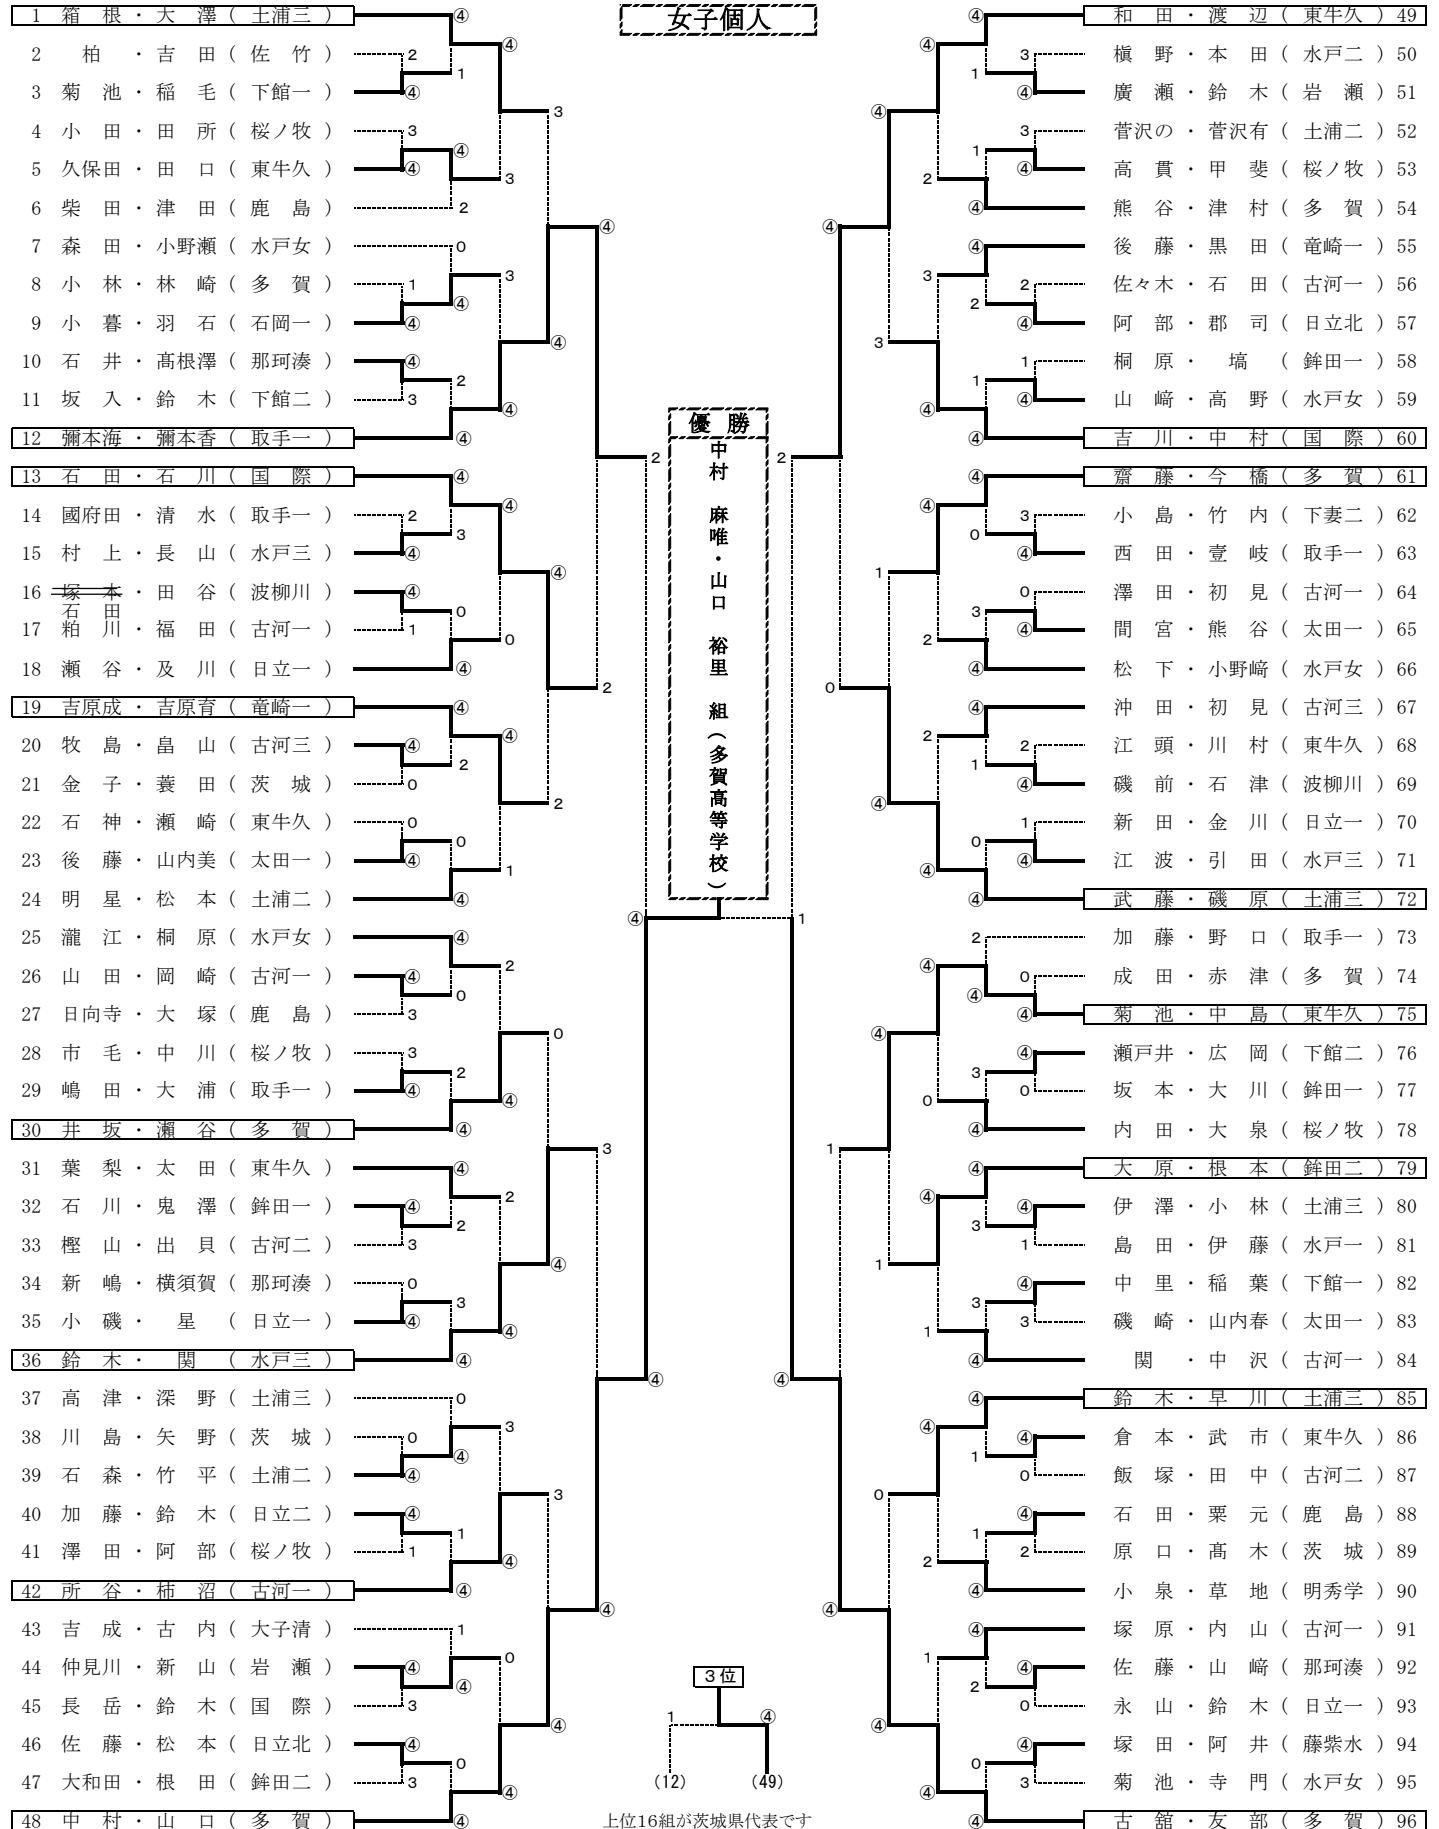 女子個人
1 箱 根・大 澤（土浦三）
2 柏 ・吉 田（佐 竹）
3 菊 池・稲 毛（下館一）
4 小 田・田 所（桜ノ牧）
5 久保田・田 口（東牛久）
6 柴 田・津 田（鹿 島）
7 森 田・小野瀬（水戸女）
8 小 林・林 崎（多 賀）
9 小 暮・羽 石（石岡一）
10 石 井・髙根澤（那珂湊）
11 坂 入・鈴 木（下館二）
12 彌本海・彌本香（取手一）
13 石 田・石 川（国 際）
14 國府田・清 水（取手一）
15 村 上・長 山（水戸三）
16 塚 本・田 谷（波柳川）
石 田
17 粕 川・福 田（古河一）
18 瀬 谷・及 川（日立一）
19 吉原成・吉原育（竜崎一）
20 牧 島・畠 山（古河三）
21 金 子・蓑 田（茨 城）
22 石 神・瀬 崎（東牛久）
23 後 藤・山内美（太田一）
24 明 星・松 本（土浦二）
25 瀧 江・桐 原（水戸女）
26 山 田・岡 崎（古河一）
27 日向寺・大 塚（鹿 島）
28 市 毛・中 川（桜ノ牧）
29 嶋 田・大 浦（取手一）
30 井 坂・瀬 谷（多 賀）
31 葉 梨・太 田（東牛久）
32 石 川・鬼 澤（鉾田一）
33 樫 山・出 貝（古河二）
34 新 嶋・横須賀（那珂湊）
35 小 磯・ 星 （日立一）
36 鈴 木・ 関 （水戸三）
37 高 津・深 野（土浦三）
38 川 島・矢 野（茨 城）
39 石 森・竹 平（土浦二）
40 加 藤・鈴 木（日立二）
41 澤 田・阿 部（桜ノ牧）
42 所 谷・柿 沼（古河一）
43 吉 成・古 内（大子清）
44 仲見川・新 山（岩 瀬）
45 長 岳・鈴 木（国 際）
46 佐 藤・松 本（日立北）
47 大和田・根 田（鉾田二）
48 中 村・山 口（多 賀）
優 勝
中村 麻唯・山口 裕里 組（多賀高等学校）
3位
1 ④
(12) (49)
上位16組が茨城県代表です
和 田・渡 辺（東牛久）49
槇 野・本 田（水戸二）50
廣 瀬・鈴 木（岩 瀬）51
菅沢の・菅沢有（土浦二）52
高 貫・甲 斐（桜ノ牧）53
熊 谷・津 村（多 賀）54
後 藤・黒 田（竜崎一）55
佐々木・石 田（古河一）56
阿 部・郡 司（日立北）57
桐 原・ 塙 （鉾田一）58
山 﨑・高 野（水戸女）59
吉 川・中 村（国 際）60
齋 藤・今 橋（多 賀）61
小 島・竹 内（下妻二）62
西 田・壹 岐（取手一）63
澤 田・初 見（古河一）64
間 宮・熊 谷（太田一）65
松 下・小野﨑（水戸女）66
沖 田・初 見（古河三）67
江 頭・川 村（東牛久）68
磯 前・石 津（波柳川）69
新 田・金 川（日立一）70
江 波・引 田（水戸三）71
武 藤・磯 原（土浦三）72
加 藤・野 口（取手一）73
成 田・赤 津（多 賀）74
菊 池・中 島（東牛久）75
瀬戸井・広 岡（下館二）76
坂 本・大 川（鉾田一）77
内 田・大 泉（桜ノ牧）78
大 原・根 本（鉾田二）79
伊 澤・小 林（土浦三）80
島 田・伊 藤（水戸一）81
中 里・稲 葉（下館一）82
磯 崎・山内春（太田一）83
関 ・中 沢（古河一）84
鈴 木・早 川（土浦三）85
倉 本・武 市（東牛久）86
飯 塚・田 中（古河二）87
石 田・粟 元（鹿 島）88
原 口・髙 木（茨 城）89
小 泉・草 地（明秀学）90
塚 原・内 山（古河一）91
佐 藤・山 﨑（那珂湊）92
永 山・鈴 木（日立一）93
塚 田・阿 井（藤紫水）94
菊 池・寺 門（水戸女）95
古 舘・友 部（多 賀）96